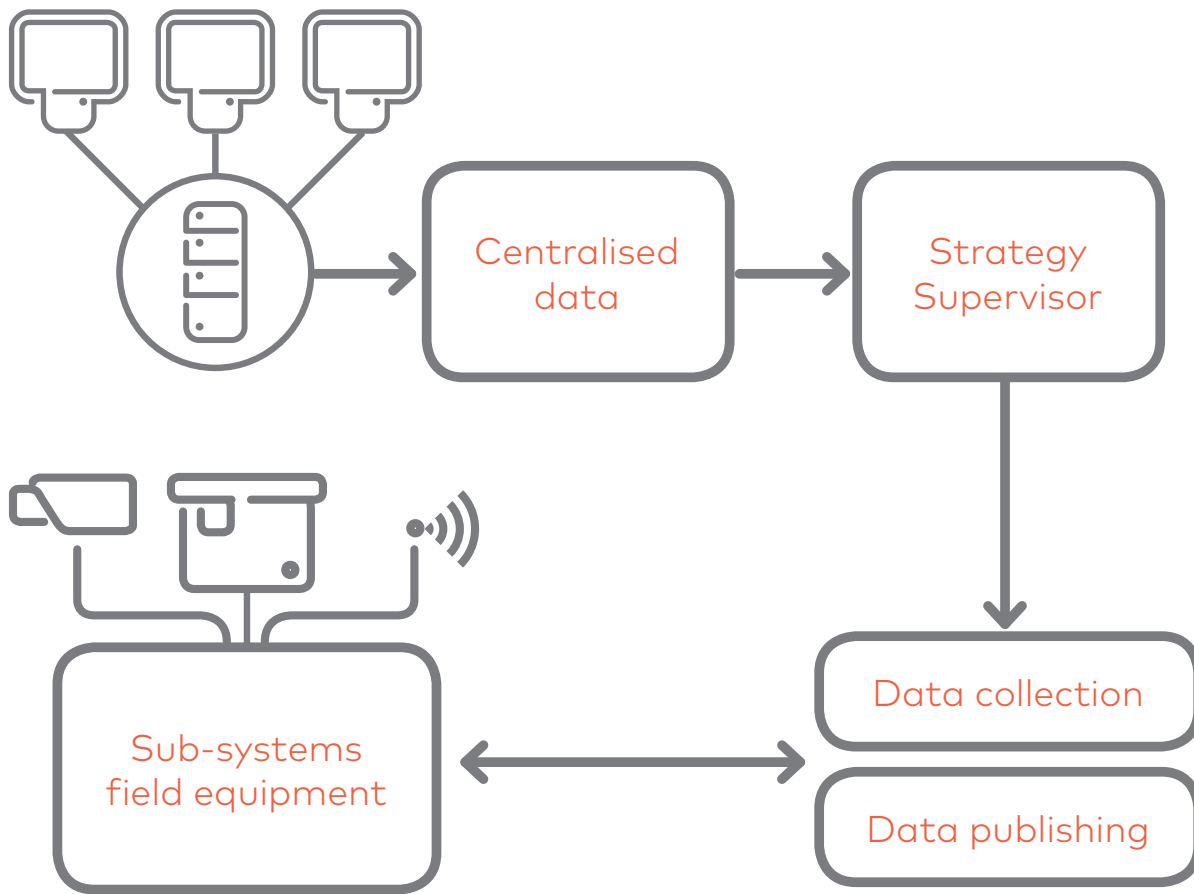 Centralised
data
Strategy
Supervisor
Sub-systems
field equipment
Data collection
Data publishing